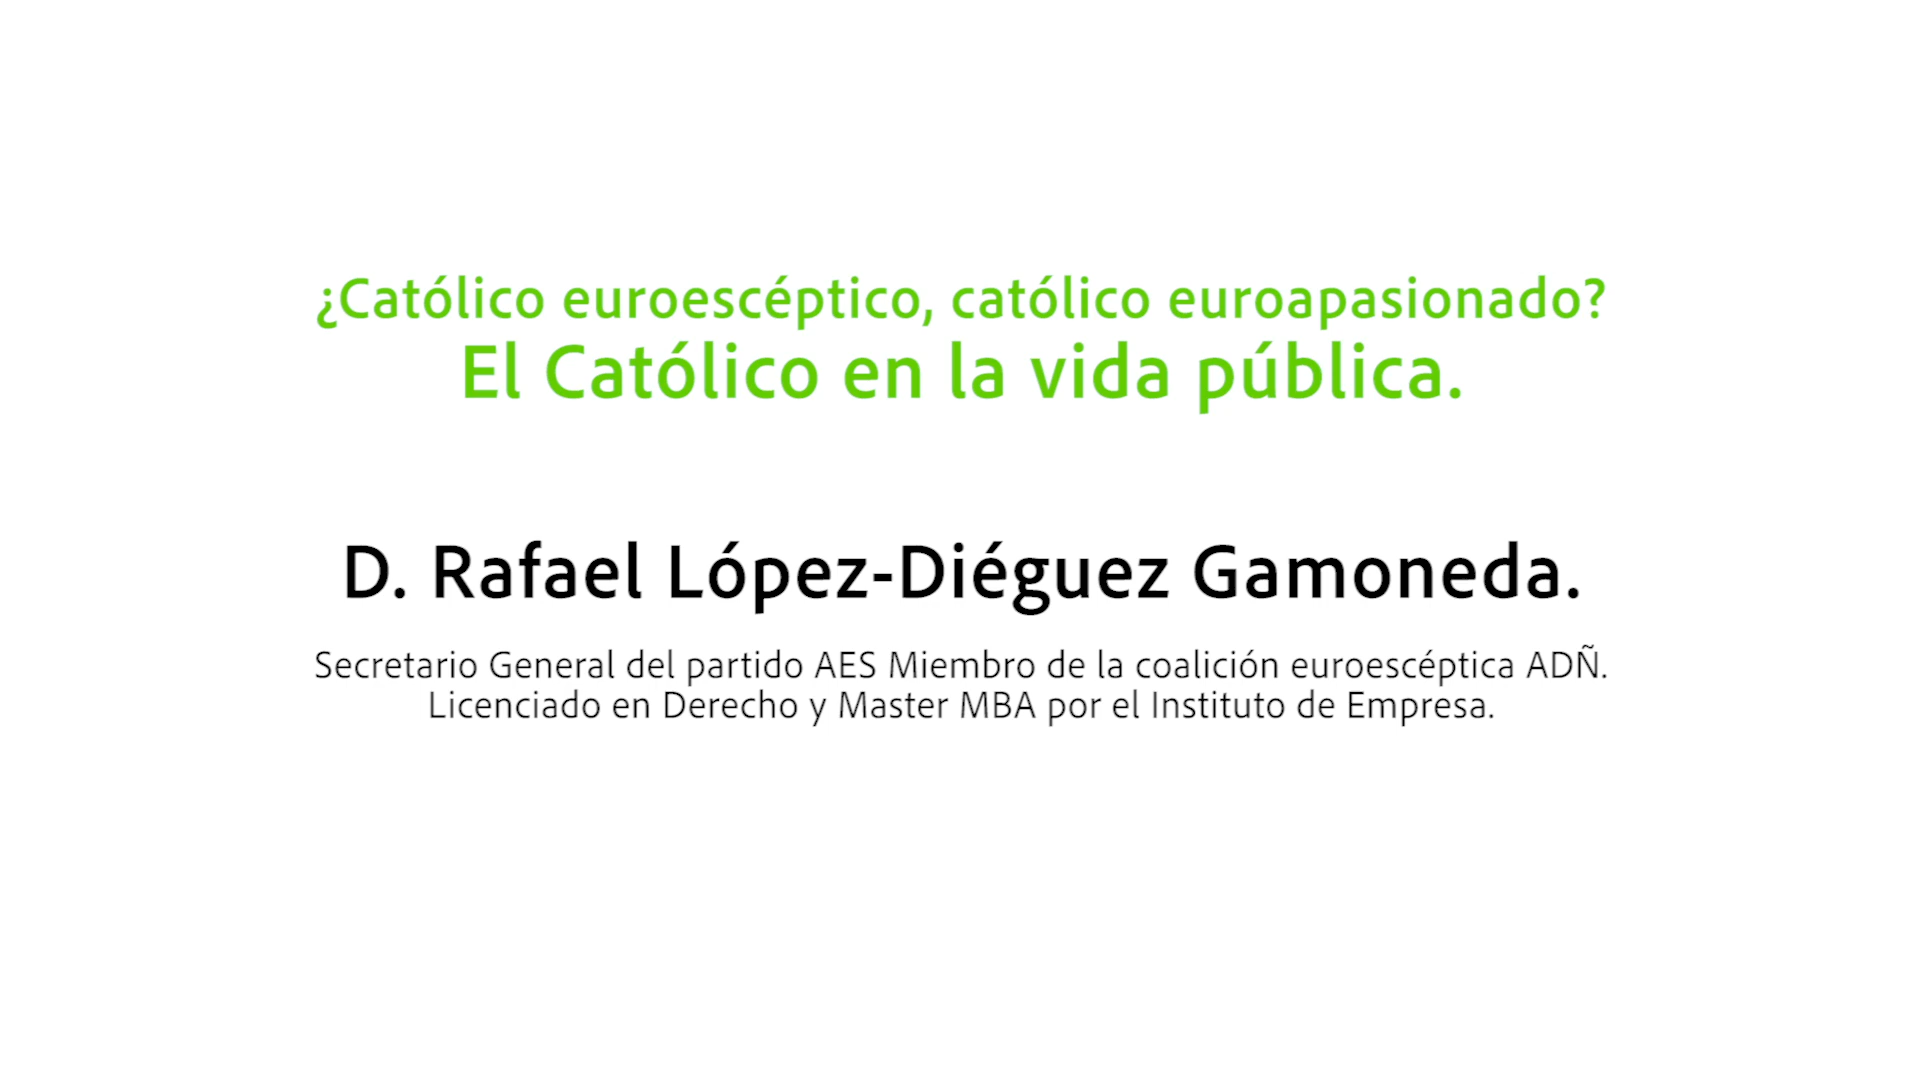 ¿Católico euroescéptico, católico euroapasionado?
El Católico en la vida pública.
D. Rafael López-Diéguez Gamoneda.
Secretario General del partido AES Miembro de la coalición euroescéptica ADÑ.
Licenciado en Derecho y Master MBA por el Instituto de Empresa.